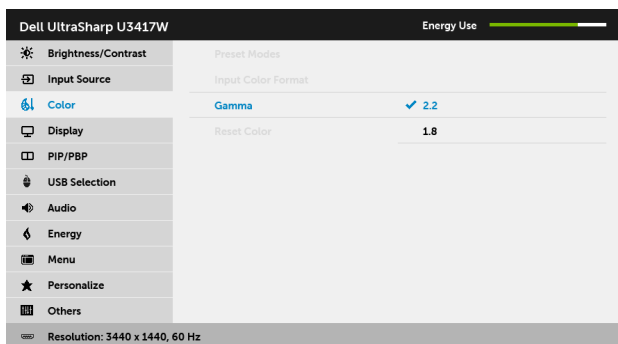 Dell UltraSharp U3417W
Energy Use
Brightness/Contrast
Preset Modes
Input Source
Input Color Format
Color
Gamma
2.2
Display
Reset Color
1.8
PIP/PBP
USB Selection
Audio
Energy
Menu
Personalize
Others
Resolution: 3440 x 1440, 60 Hz